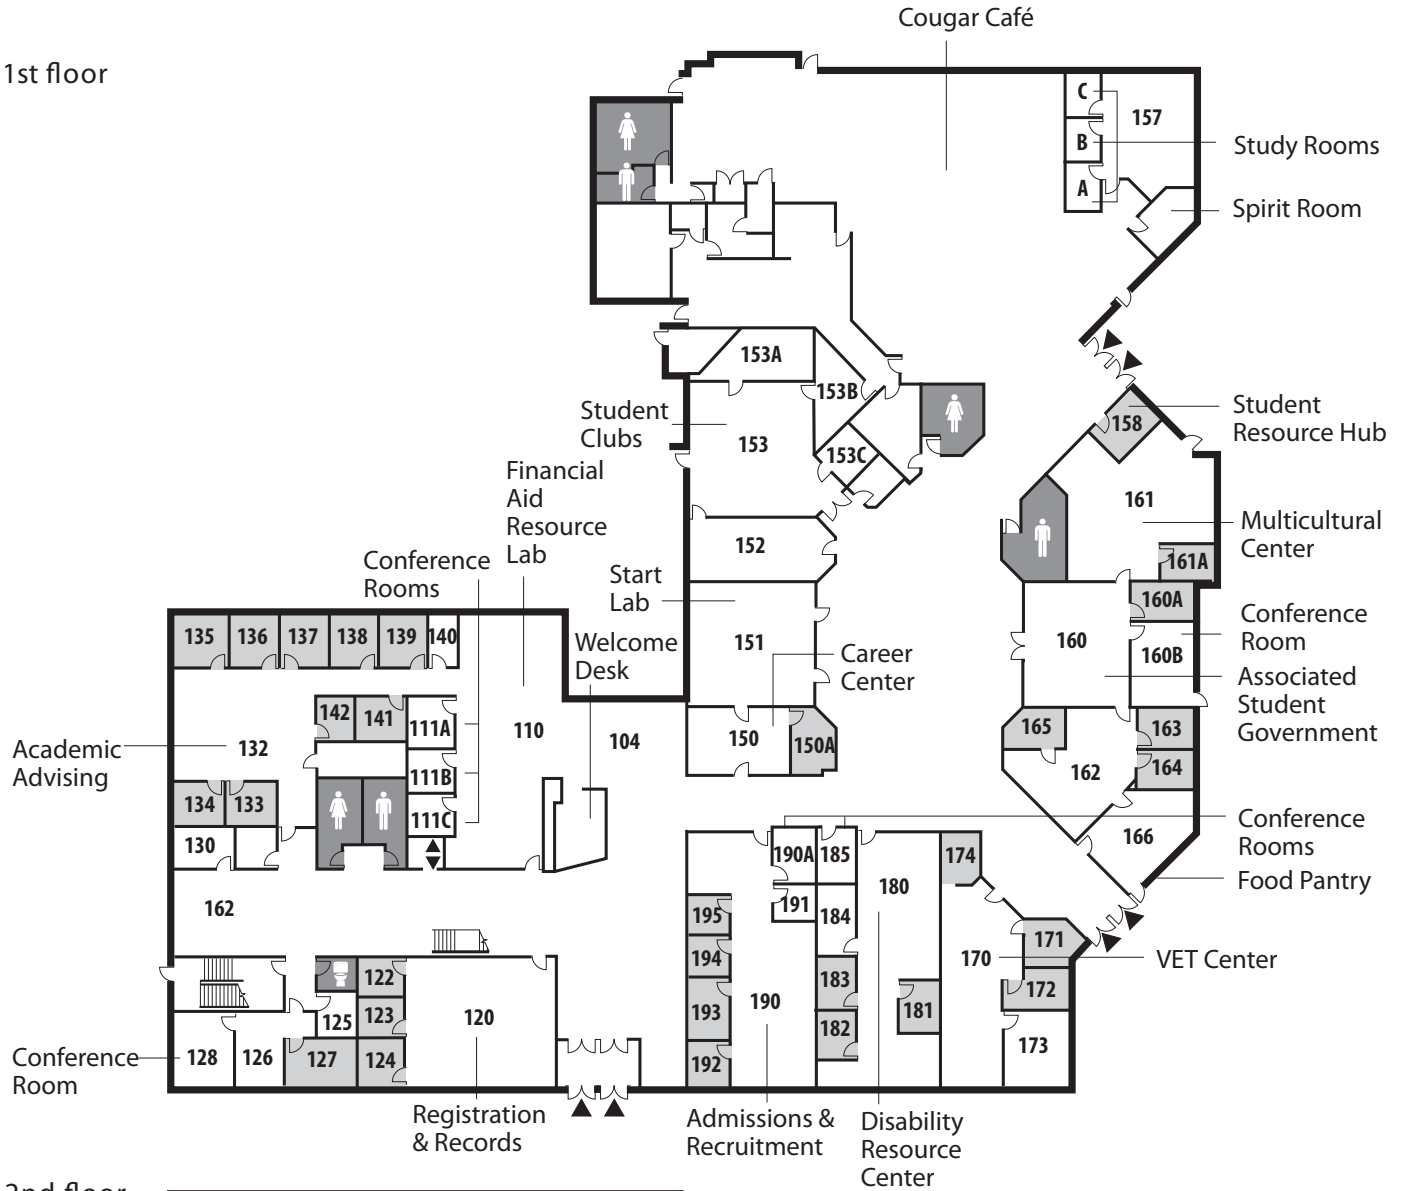 Cougar Café
1st floor
C
157
B
Study Rooms
A
Spirit Room
153A
153B
Student
Clubs
153
153C
158
Student
Resource Hub
Financial
Aid
Resource
Lab
161
Multicultural
Center
152
161A
Conference
Rooms
Start
Lab
160A
135
136
137
138
139
140
Welcome
Desk
151
Career
Center
160
160B
Conference
Room
Associated
Student
Government
142
141
111A
110
104
150
150A
165
163
Academic
Advising
132
111B
162
164
134
133
111C
Conference
Rooms
130
190A
185
174
166
180
Food Pantry
162
195
191
184
171
194
170
VET Center
122
183
172
193
190
181
123
125
120
182
173
Conference
Room
128
126
127
124
192
Registration
& Records
Admissions &
Recruitment
Disability
Resource
Center
2nd floor